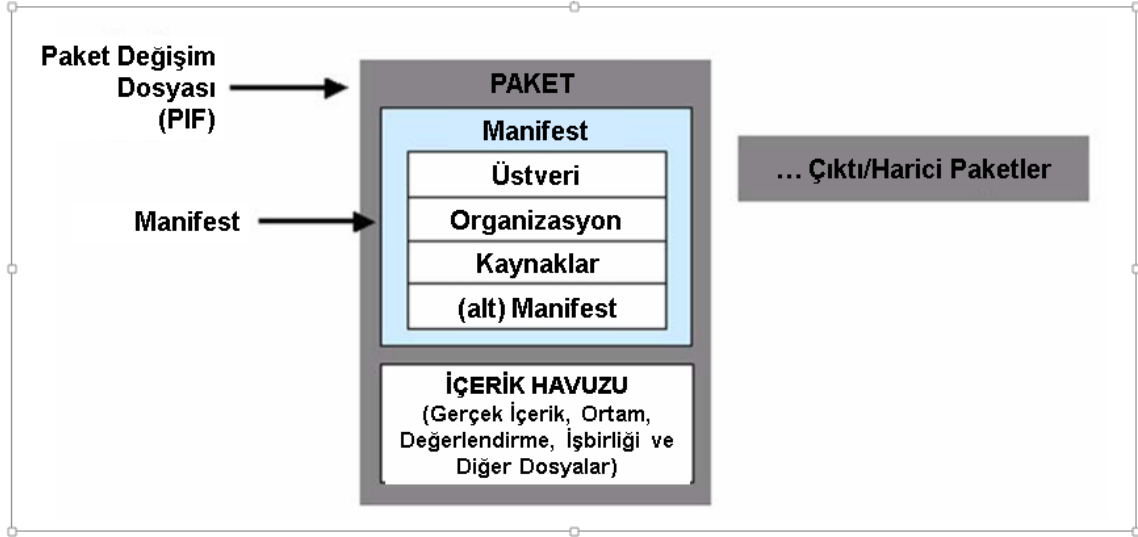 Paket Değişim
Dosyası
(PIF)
PAKET
Manifest
Üstveri
Organizasyon
Kaynaklar
(alt) Manifest
Manifest
… Çıktı/Harici Paketler
İÇERİK HAVUZU
(Gerçek İçerik, Ortam,
Değerlendirme, İşbirliği ve
Diğer Dosyalar)